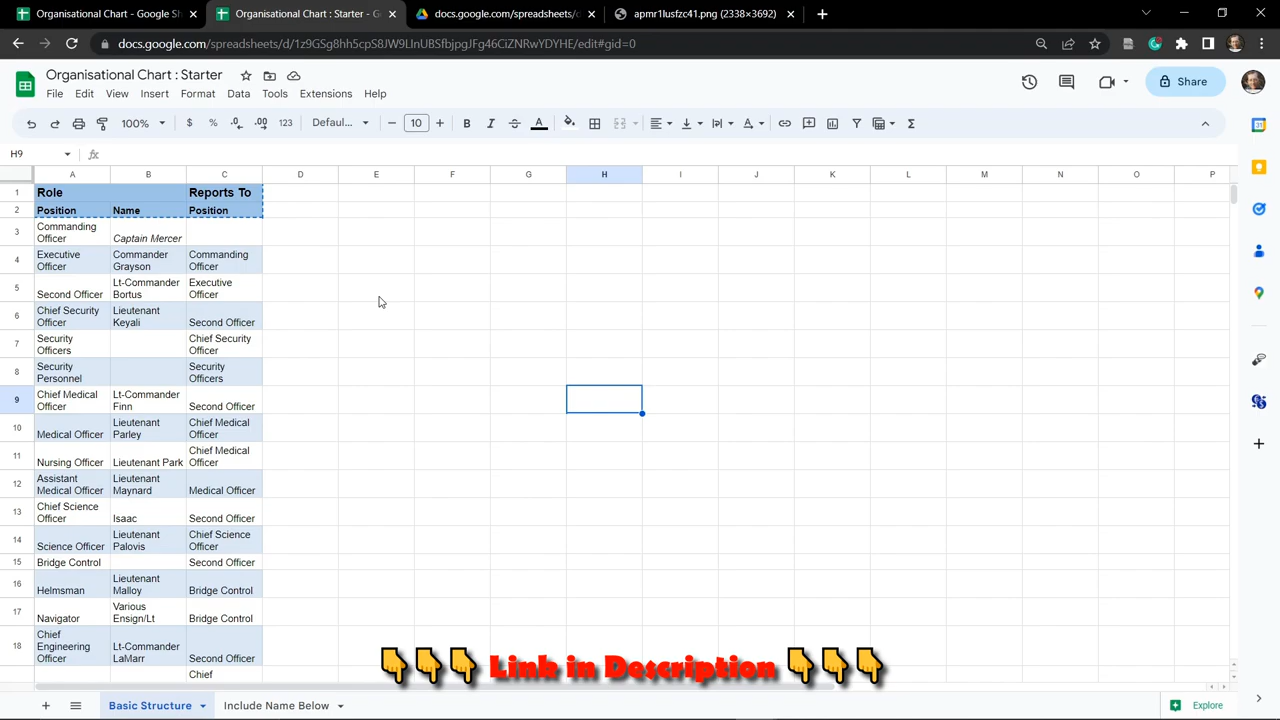 Organisational Chart - Google Sh
Organisational Chart : Starter - G
docs.google.com/spreadsheets/
apmr1lusfzc41.png (2338×3692)
docs.google.com/spreadsheets/d/1z9GSg8hh5cpS8JW9LlnUBSfbjpgJFg46CiZNRwYDYHE/edit#gid=0
Organisational Chart : Starter
File Edit View Insert Format Data Tools Extensions Help
Share
100% $ % .0 .00 123 Defaul... 10 B I S A
H9 fx
A B C D E F G H I J K L M N O P
1 Role Reports To
2 Position Name Position
3 Commanding Officer Captain Mercer
4 Executive Officer Commander Grayson Commanding Officer
5 Second Officer Lt-Commander Bortus Executive Officer
6 Chief Security Officer Lieutenant Keyali Second Officer
7 Security Officers Chief Security Officer
8 Security Personnel Security Officers
9 Chief Medical Officer Lt-Commander Finn Second Officer
10 Medical Officer Lieutenant Parley Chief Medical Officer
11 Nursing Officer Lieutenant Park Chief Medical Officer
12 Assistant Medical Officer Lieutenant Maynard Medical Officer
13 Chief Science Officer Isaac Second Officer
14 Science Officer Lieutenant Palovis Chief Science Officer
15 Bridge Control Second Officer
16 Helmsman Lieutenant Malloy Bridge Control
17 Navigator Various Ensign/Lt Bridge Control
18 Chief Engineering Officer Lt-Commander LaMarr Second Officer
Chief
Link in Description
Basic Structure Include Name Below Explore